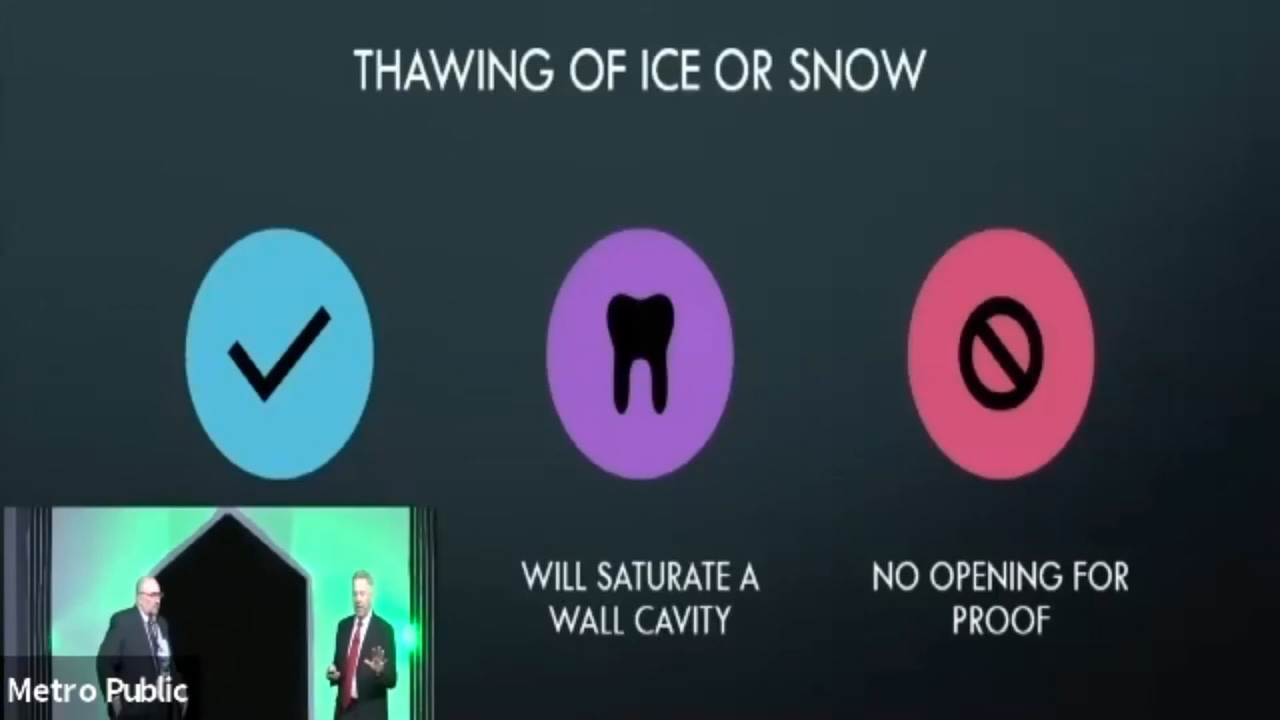 THAWING OF ICE OR SNOW
WILL SATURATE A
WALL CAVITY
NO OPENING FOR
PROOF
Metro Public